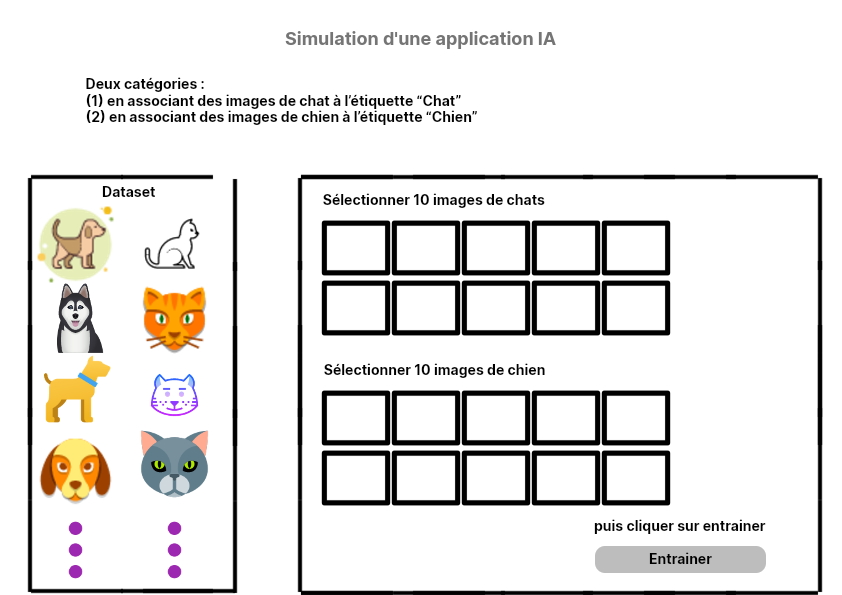 Simulation d'une application IA
Deux catégories :
(1) en associant des images de chat à l’étiquette “Chat”
(2) en associant des images de chien à l’étiquette “Chien”
Dataset
Sélectionner 10 images de chats
Sélectionner 10 images de chien
puis cliquer sur entrainer
Entrainer